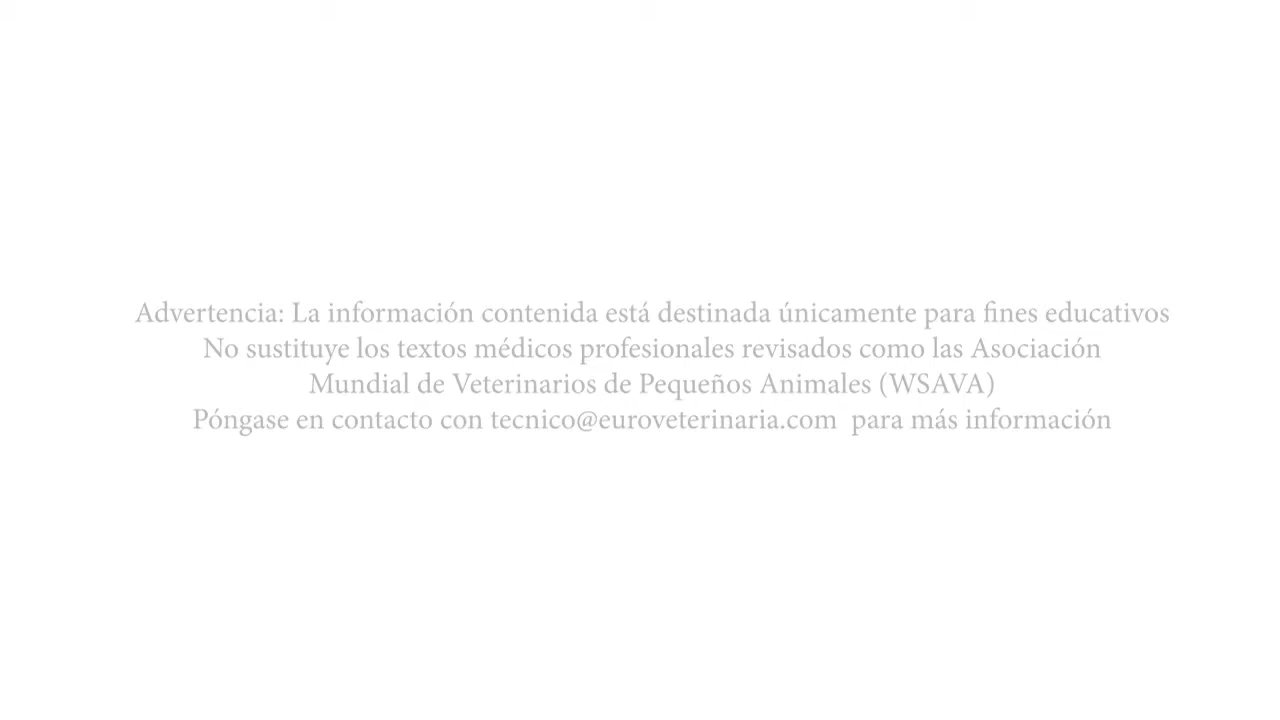 Advertencia: La información contenida está destinada únicamente para fines educativos
No sustituye los textos médicos profesionales revisados como las Asociación
Mundial de Veterinarios de Pequeños Animales (WSAVA)
Póngase en contacto con tecnico@euroveterinaria.com  para más información